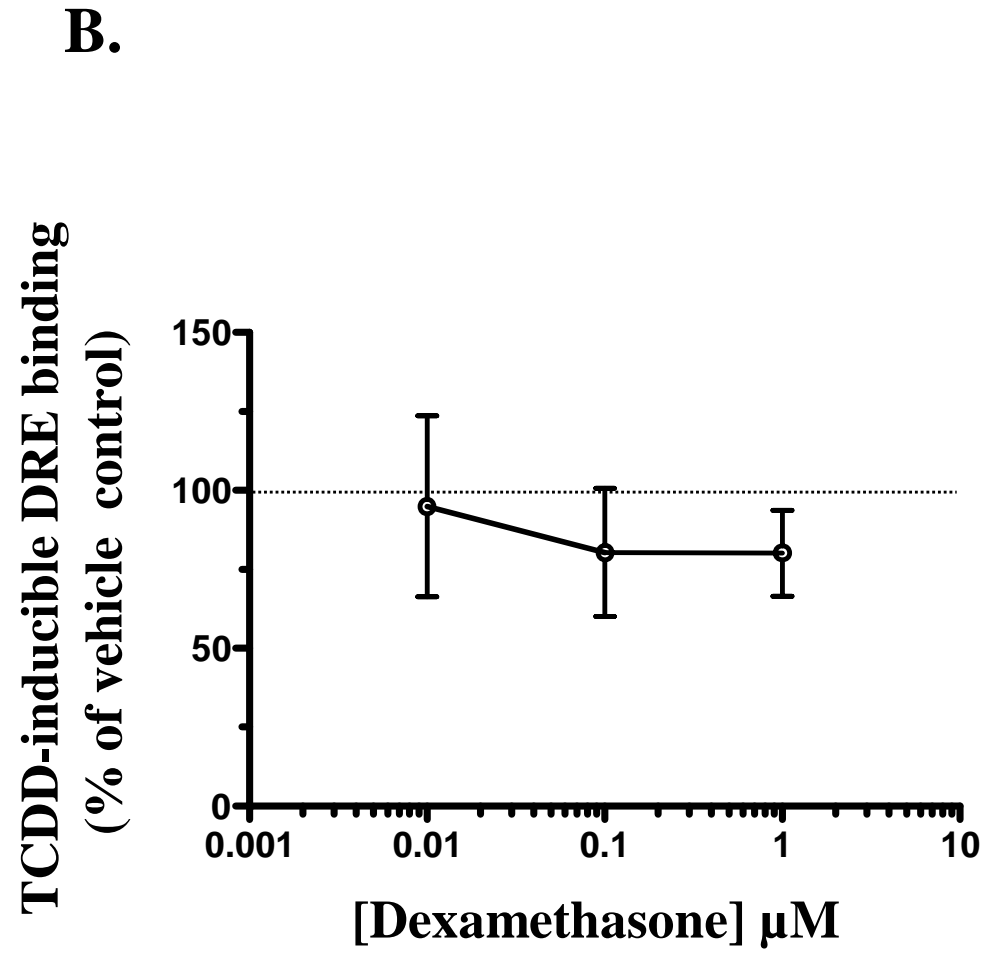 B.
TCDD-inducible DRE binding
(% of vehicle control)
150
100
50
0
0.001
0.01
0.1
1
10
[Dexamethasone] µM